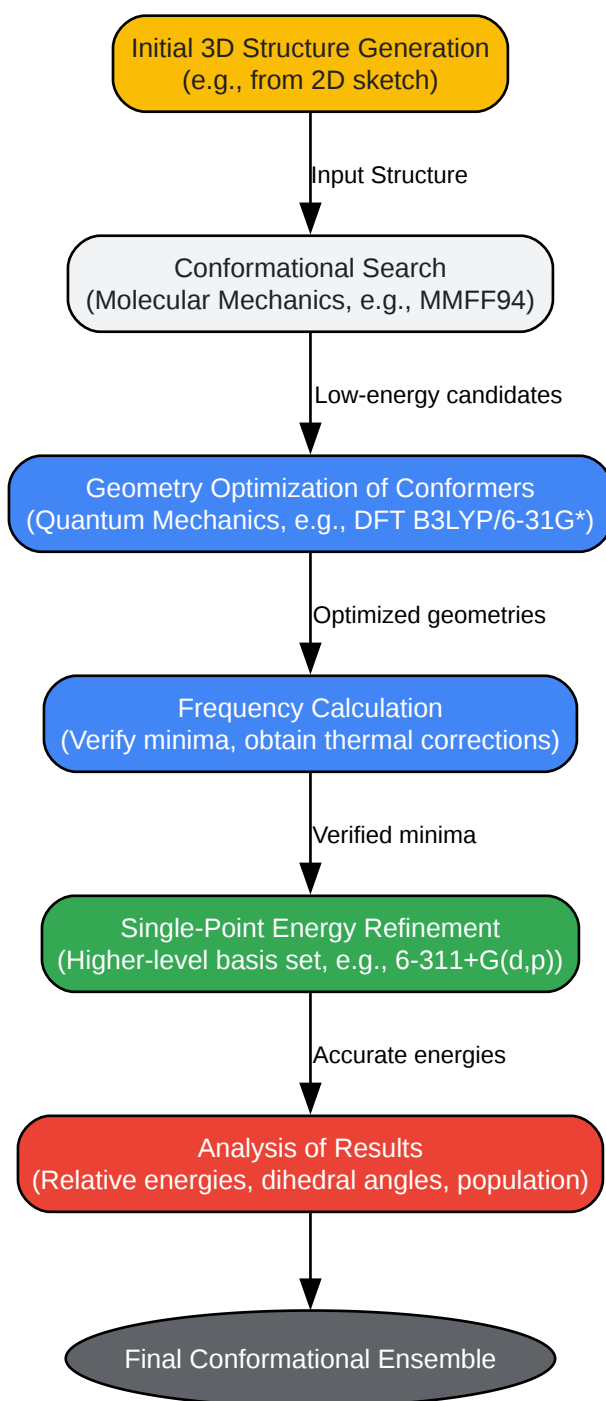 Initial 3D Structure Generation
(e.g., from 2D sketch)
Input Structure
Conformational Search
(Molecular Mechanics, e.g., MMFF94)
Low-energy candidates
Geometry Optimization of Conformers
(Quantum Mechanics, e.g., DFT B3LYP/6-31G*)
Optimized geometries
Frequency Calculation
(Verify minima, obtain thermal corrections)
Verified minima
Single-Point Energy Refinement
(Higher-level basis set, e.g., 6-311+G(d,p))
Accurate energies
Analysis of Results
(Relative energies, dihedral angles, population)
Final Conformational Ensemble